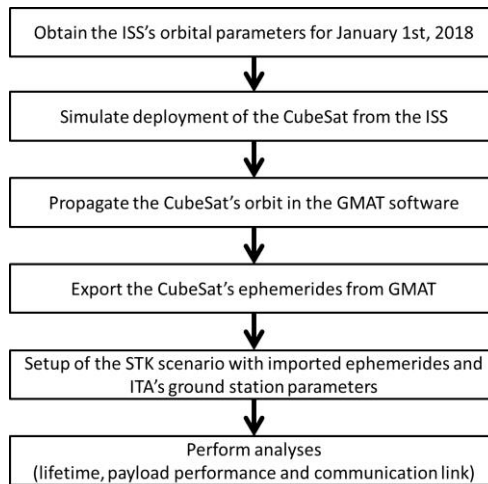 Obtain the ISS's orbital parameters for January 1st, 2018
Simulate deployment of the CubeSat from the ISS
Propagate the CubeSat's orbit in the GMAT software
Export the CubeSat's ephemerides from GMAT
Setup of the STK scenario with imported ephemerides and
ITA's ground station parameters
Perform analyses
(lifetime, payload performance and communication link)